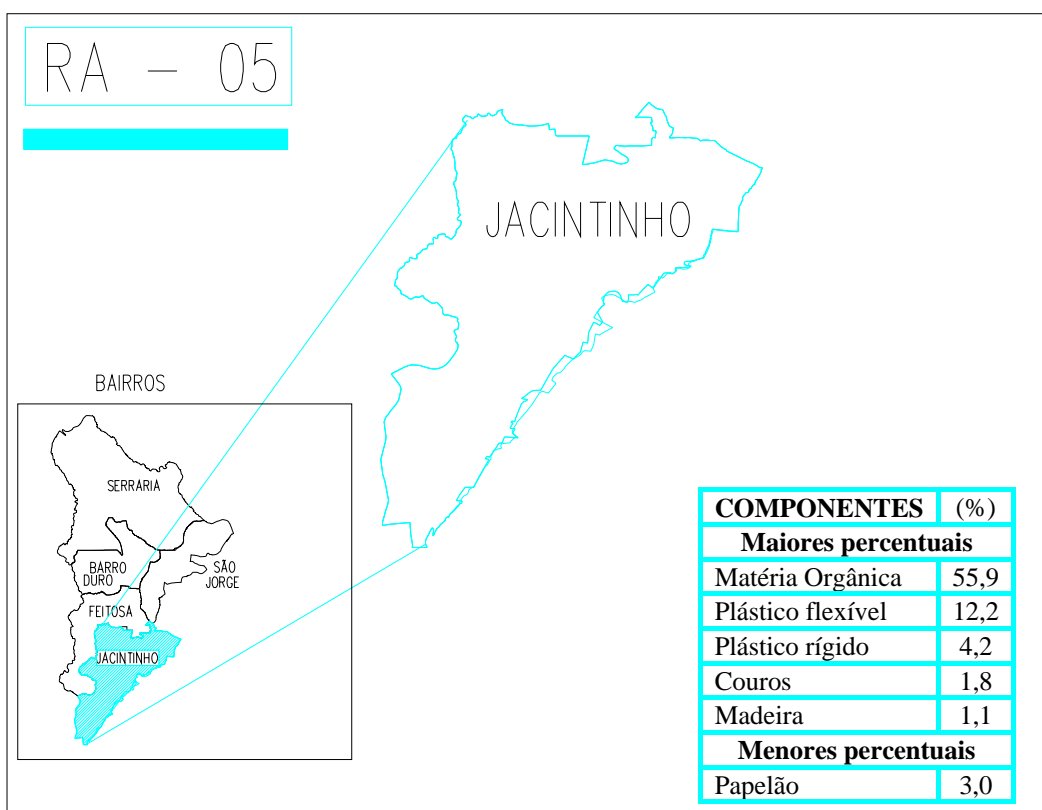 RA - 05
JACINTINHO
BAIRROS
SERRARIA
BARRO
DURO
SÃO
JORGE
FEITOSA
JACINTINHO
COMPONENTES (%)
Maiores percentuais
Matéria Orgânica 55,9
Plástico flexível 12,2
Plástico rígido 4,2
Couros 1,8
Madeira 1,1
Menores percentuais
Papelão 3,0